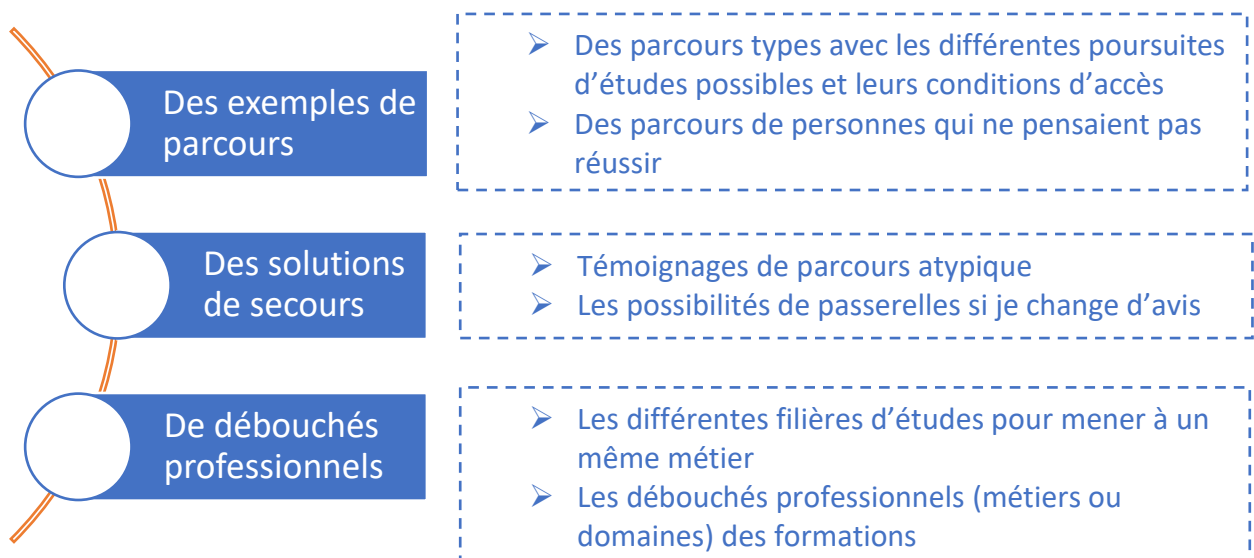 Des exemples de
parcours
➢ Des parcours types avec les différentes poursuites
d'études possibles et leurs conditions d'accès
➢ Des parcours de personnes qui ne pensaient pas
réussir
Des solutions
de secours
➢ Témoignages de parcours atypique
➢ Les possibilités de passerelles si je change d'avis
De débouchés
professionnels
➢ Les différentes filières d'études pour mener à un
même métier
➢ Les débouchés professionnels (métiers ou
domaines) des formations